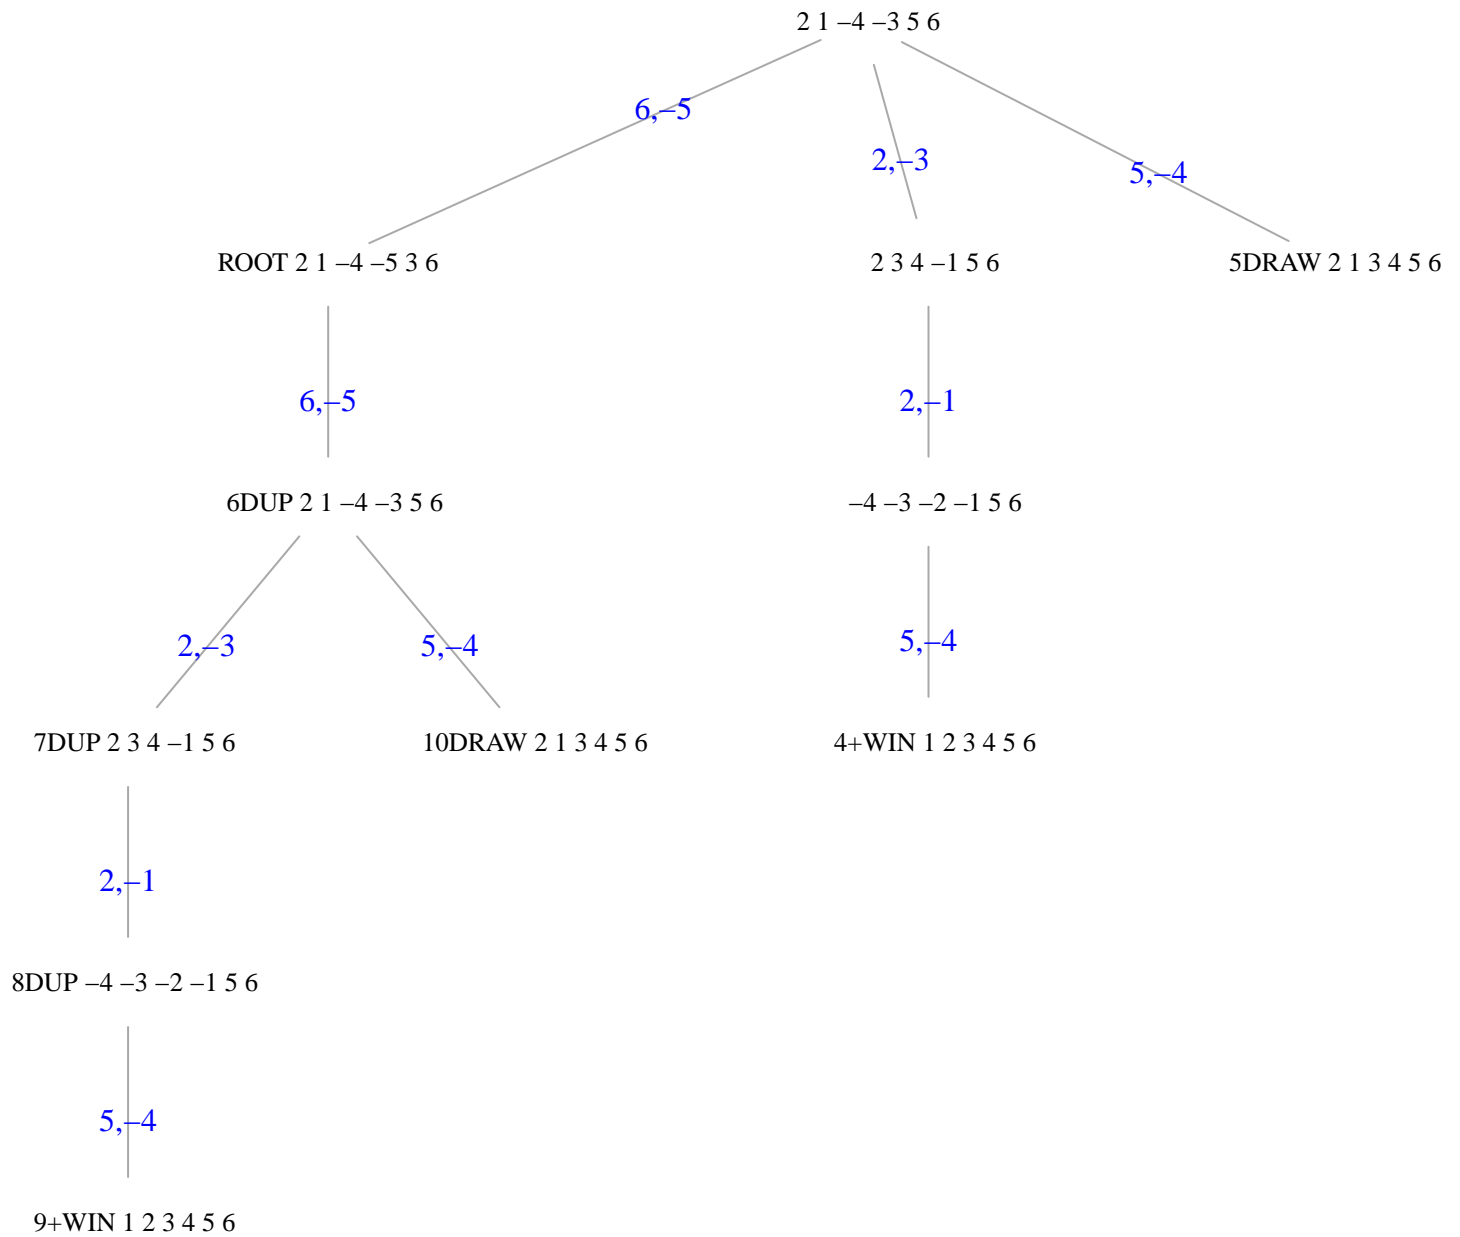 2 1 –4 –3 5 6
6,–5
2,–3
5,–4
ROOT 2 1 –4 –5 3 6
2 3 4 –1 5 6
5DRAW 2 1 3 4 5 6
6,–5
2,–1
6DUP 2 1 –4 –3 5 6
–4 –3 –2 –1 5 6
2,–3
5,–4
5,–4
7DUP 2 3 4 –1 5 6
10DRAW 2 1 3 4 5 6
4+WIN 1 2 3 4 5 6
2,–1
8DUP –4 –3 –2 –1 5 6
5,–4
9+WIN 1 2 3 4 5 6